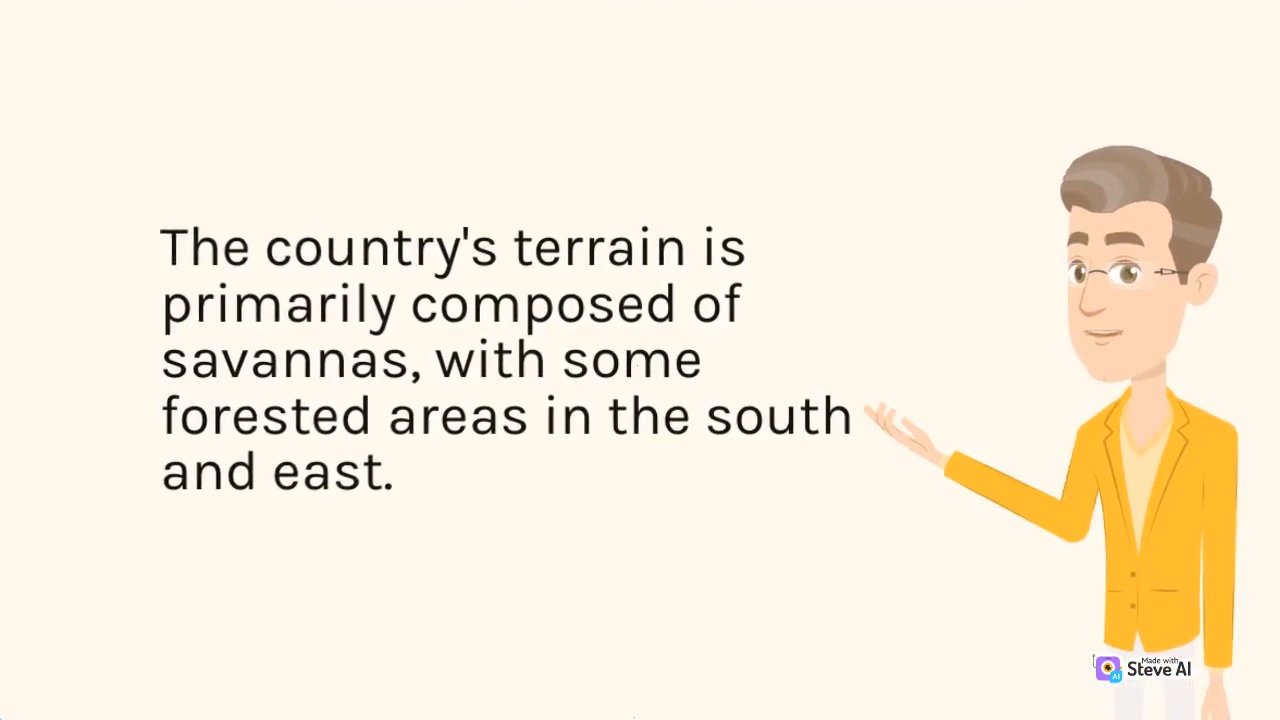 The country's terrain is
primarily composed of
savannas, with some
forested areas in the south
and east.
Made with
Steve AI
AI